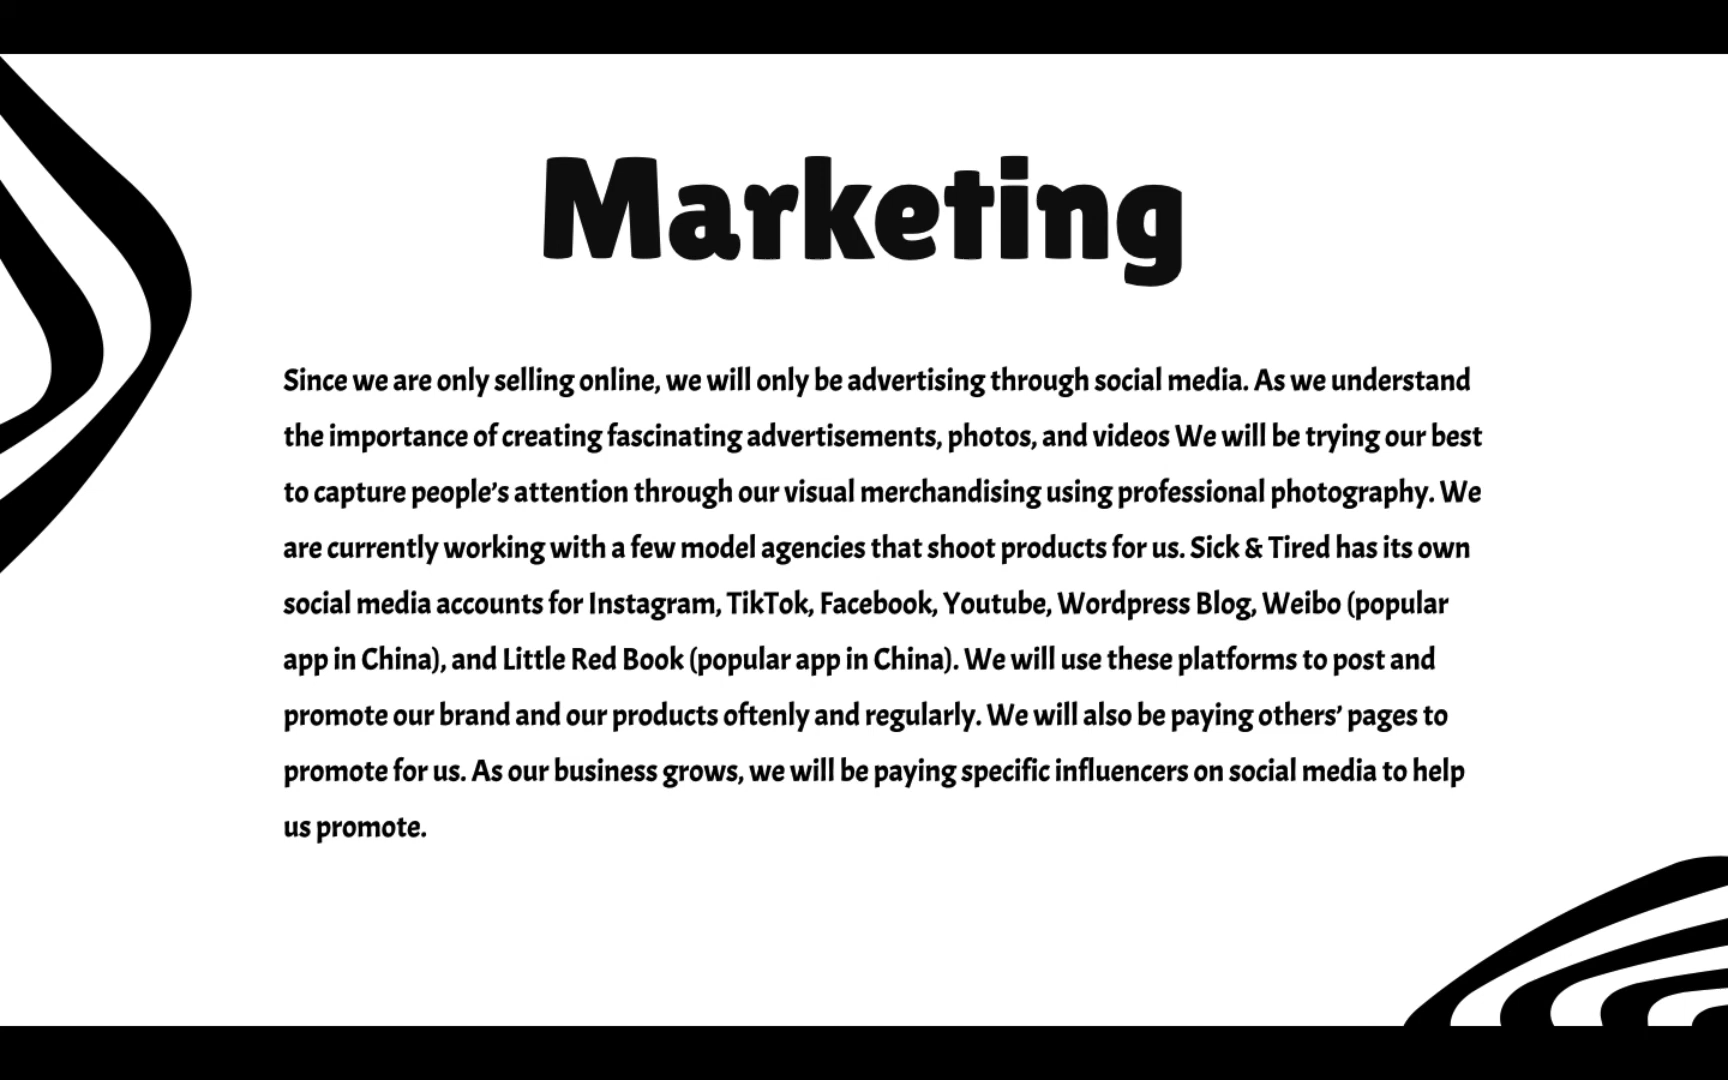 Marketing
Since we are only selling online, we will only be advertising through social media. As we understand
the importance of creating fascinating advertisements, photos, and videos We will be trying our best
to capture people’s attention through our visual merchandising using professional photography. We
are currently working with a few model agencies that shoot products for us. Sick & Tired has its own
social media accounts for Instagram, TikTok, Facebook, Youtube, Wordpress Blog, Weibo (popular
app in China), and Little Red Book (popular app in China). We will use these platforms to post and
promote our brand and our products oftenly and regularly. We will also be paying others’ pages to
promote for us. As our business grows, we will be paying specific influencers on social media to help
us promote.